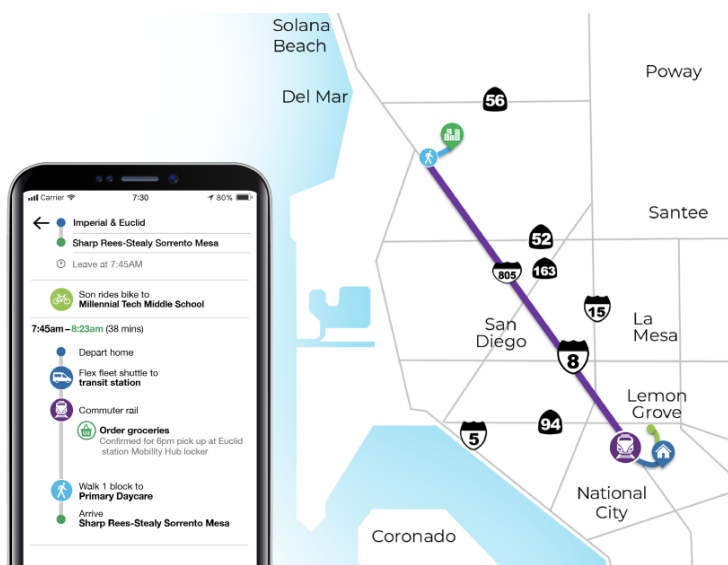 Carrier
7:30
80%
Imperial & Euclid
Sharp Rees-Stealy Sorrento Mesa
Leave at 7:45AM
Son rides bike to
Millennial Tech Middle School
7:45am – 8:23am (38 mins)
Depart home
Flex fleet shuttle to
transit station
Commuter rail
Order groceries
Confirmed for 6pm pick up at Euclid
station Mobility Hub locker
Walk 1 block to
Primary Daycare
Arrive
Sharp Rees-Stealy Sorrento Mesa
Solana
Beach
Del Mar
56
Poway
Santee
52
805
163
15
San
Diego
La
Mesa
8
Lemon
Grove
94
5
National
City
Coronado